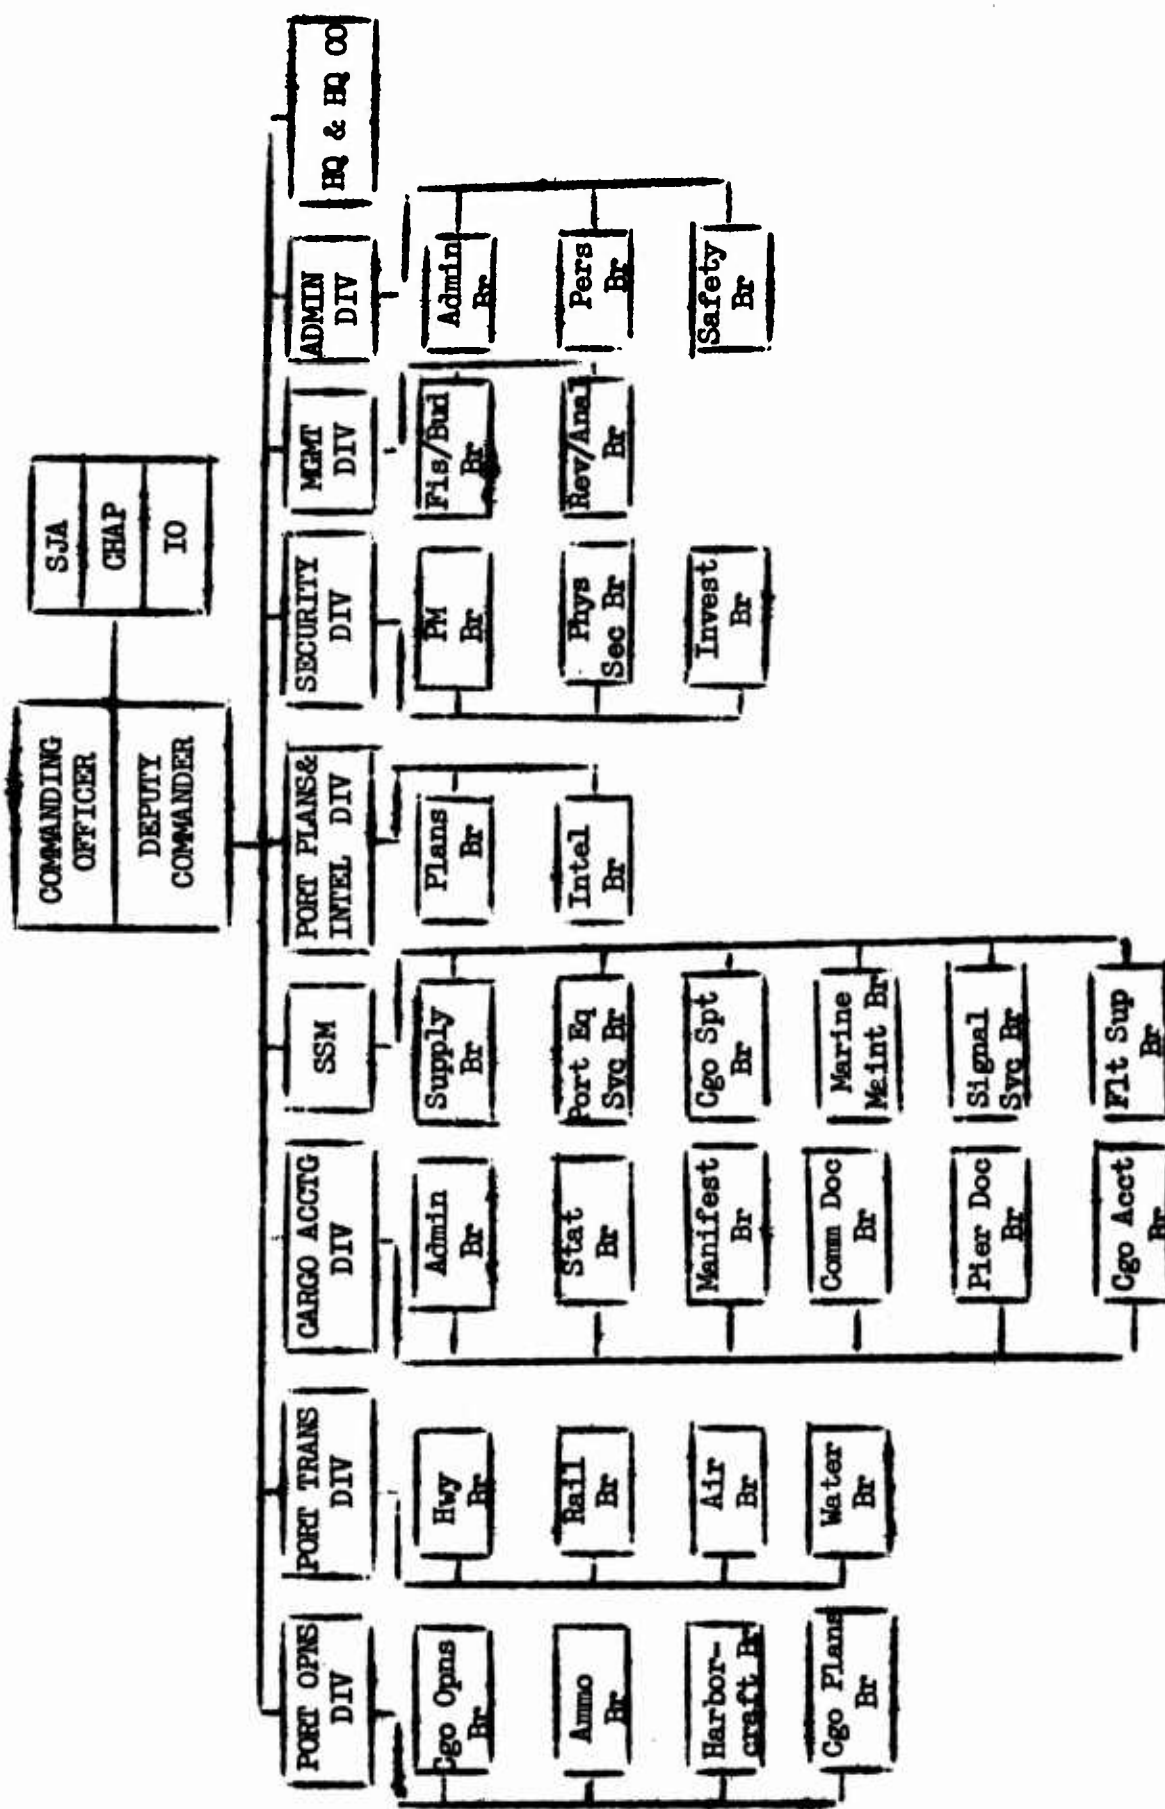 COMMANDING
OFFICER
DEPUTY
COMMANDER
SJA
CHAP
IO
PORT OPNS
DIV
Cgo Opns
Br
Ammo
Br
Harbor-
craft Br
Cgo Plans
Br
PORT TRANS
DIV
Hwy
Br
Rail
Br
Air
Br
Water
Br
CARGO ACCTG
DIV
Admin
Br
Stat
Br
Manifest
Br
Comm Doc
Br
Pier Doc
Br
Cgo Acct
Br
SSM
Supply
Br
Port Eq
Svc Br
Cgo Spt
Br
Marine
Maint Br
Signal
Svc Br
Flt Sup
Br
PORT PLANS&
INTEL DIV
Plans
Br
Intel
Br
SECURITY
DIV
PM
Br
Phys
Sec Br
Invest
Br
MGMT
DIV
Fis/Bud
Br
Rev/Anal
Br
ADMIN
DIV
Admin
Br
Pers
Br
Safety
Br
HQ & HQ CO